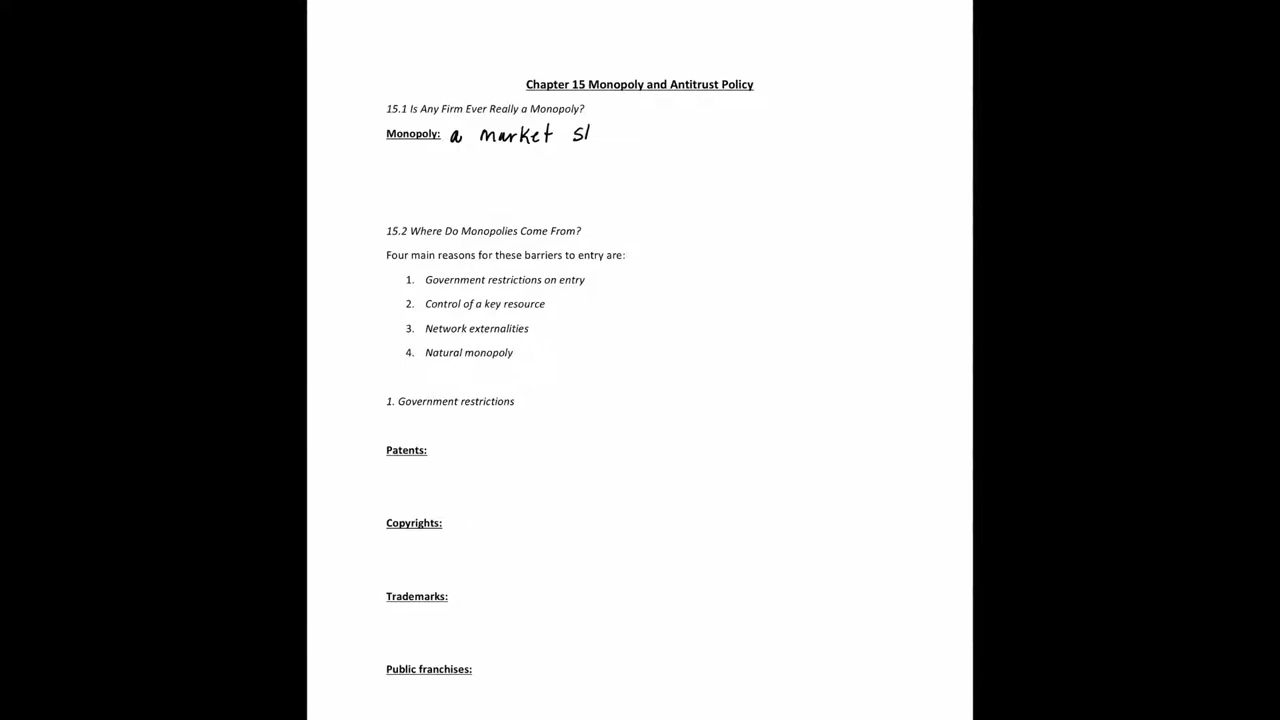 Chapter 15 Monopoly and Antitrust Policy
15.1 Is Any Firm Ever Really a Monopoly?
Monopoly: a market
15.2 Where Do Monopolies Come From?
Four main reasons for these barriers to entry are:
1. Government restrictions on entry
2. Control of a key resource
3. Network externalities
4. Natural monopoly
1. Government restrictions
Patents:
Copyrights:
Trademarks:
Public franchises: